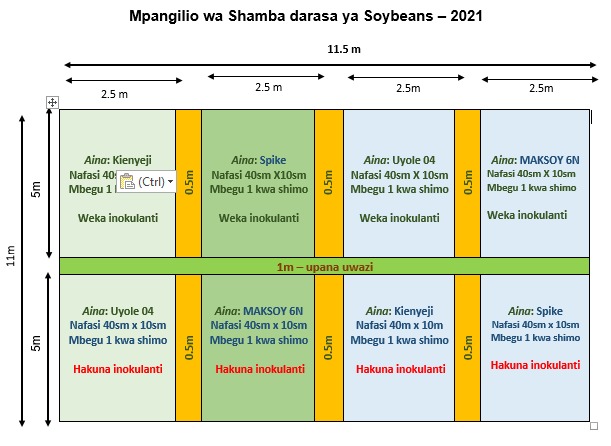 Mpangilio wa Shamba darasa ya Soybeans – 2021
11.5 m
2.5 m
2.5 m
2.5 m
2.5m
11m
5m
Aina: Kienyeji
Nafasi 40sm X 10sm
Mbegu 1
Weka inokulanti
(Ctrl)
0.5m
Aina: Spike
Nafasi 40sm X10sm
Mbegu 1 kwa shimo
Weka inokulanti
0.5m
Aina: Uyole 04
Nafasi 40sm X 10sm
Mbegu 1 kwa shimo
Weka inokulanti
0.5m
Aina: MAKSOY 6N
Nafasi 40sm X 10sm
Mbegu 1 kwa shimo
Weka inokulanti
1m – upana uwazi
5m
Aina: Uyole 04
Nafasi 40sm x 10sm
Mbegu 1 kwa shimo
Hakuna inokulanti
0.5m
Aina: MAKSOY 6N
Nafasi 40sm x 10sm
Mbegu 1 kwa shimo
Hakuna inokulanti
0.5m
Aina: Kienyeji
Nafasi 40m x 10m
Mbegu 1 kwa shimo
Hakuna inokulanti
0.5m
Aina: Spike
Nafasi 40sm x 10sm
Mbegu 1 kwa shimo
Hakuna inokulanti